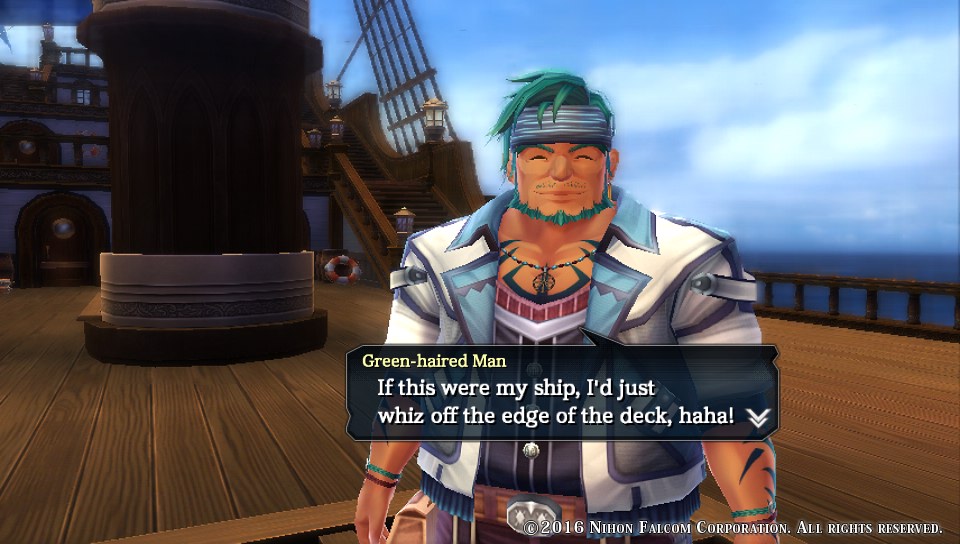 Green-haired Man
If this were my ship, I'd just
whiz off the edge of the deck, haha!
©2016 Nihon Falcom Corporation. All rights reserved.